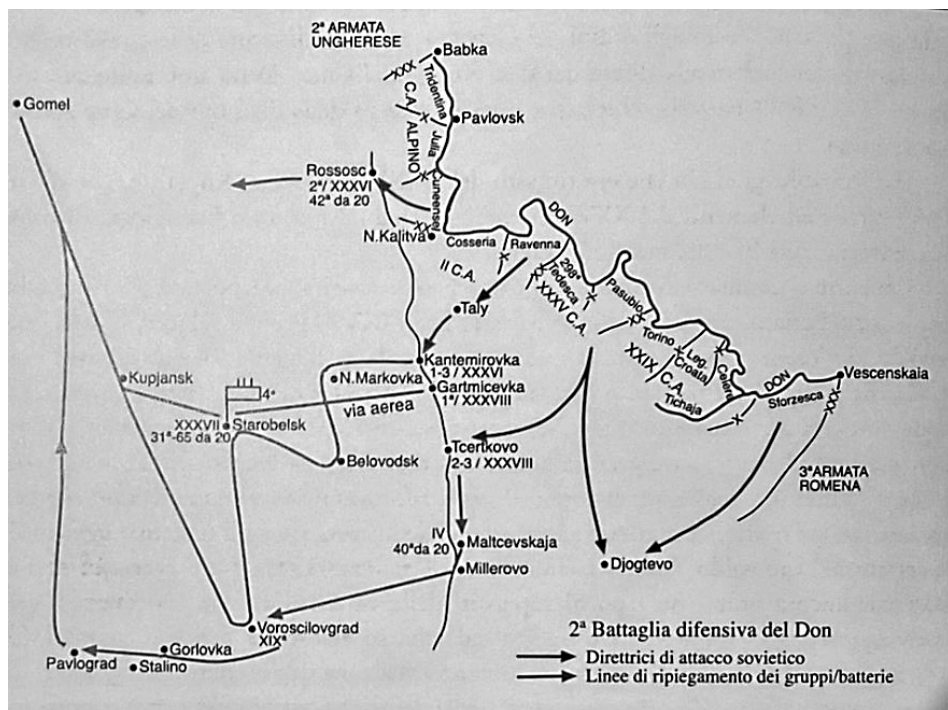 2ª ARMATA
UNGHERESE
Babka
XXX
Tridentina
Gomel
C.A. ALPINO
Pavlovsk
Julia
Rossosc
2ª/ XXXVI
42ª da 20
Cuneense
XX
N.Kalitva
DON
Cosseria
Ravenna
II C.A.
298ª
Tedesca
XXXV C.A.
Taly
Pasubio
Torino
Leg.
Croata
Celere
XXIX
C.A.
Tichaja
DON
Storzesca
Vescenskaia
XXX
Kantemirovka
1-3 / XXXVI
Kupjansk
N.Markovka
Gartmicevka
1ª/ XXXVIII
4°
via aerea
XXXVII
Starobelsk
31ª-65 da 20
Tcertkovo
2-3 / XXXVIII
Belovodsk
3ª ARMATA
ROMENA
IV
40ª da 20
Maltcevskaja
Millerovo
Djogtevo
Voroscilovgrad
XIXª
Gorlovka
Pavlograd
Stalino
2ª Battaglia difensiva del Don
Direttrici di attacco sovietico
Linee di ripiegamento dei gruppi/batterie